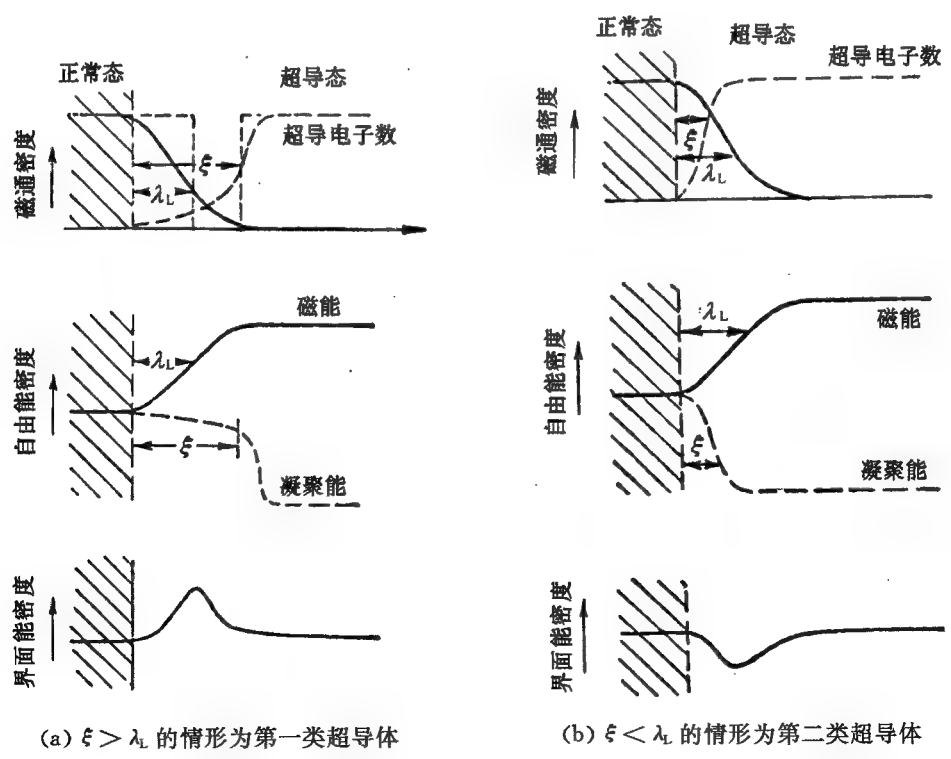 正常态
超导态
磁通密度
超导电子数
ξ
λL
自由能密度
磁能
λL
ξ
凝聚能
界面能密度
(a) ξ > λL 的情形为第一类超导体
正常态
超导态
超导电子数
磁通密度
ξ
λL
自由能密度
λL
磁能
ξ
凝聚能
界面能密度
(b) ξ < λL 的情形为第二类超导体